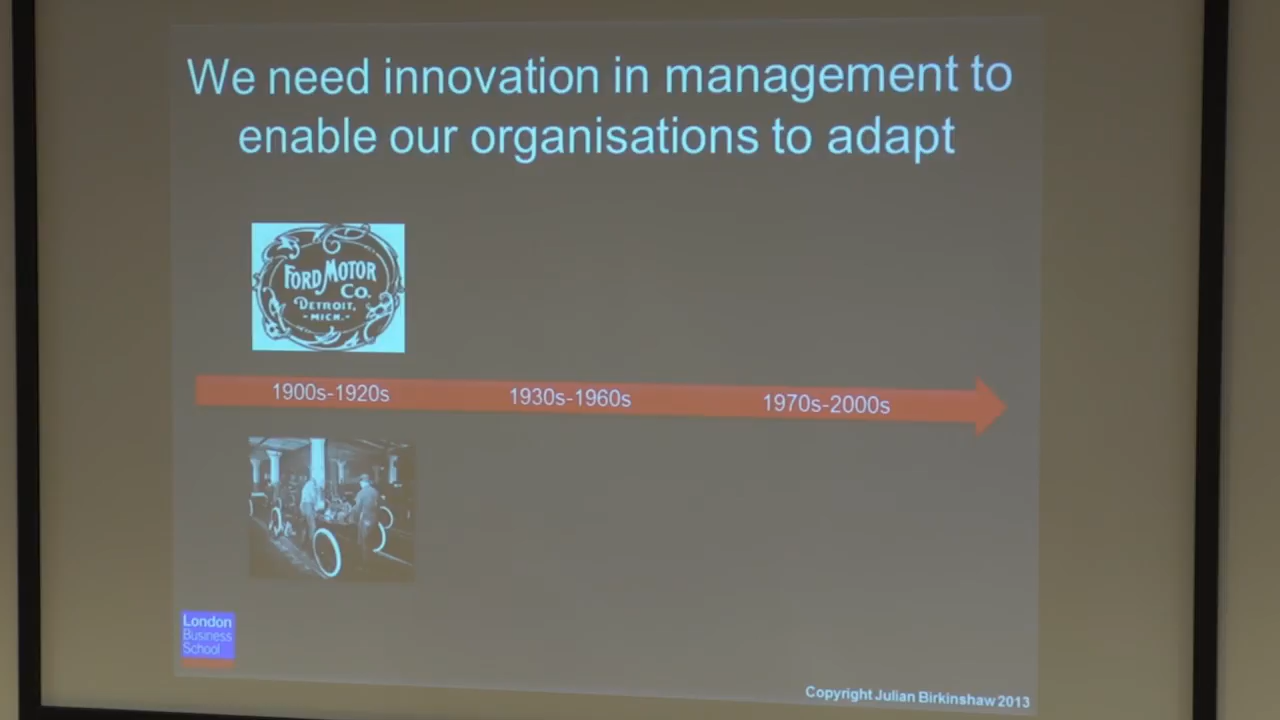 We need innovation in management to
enable our organisations to adapt
FORD MOTOR
Co.
DETROIT,
-MICH.-
1900s-1920s
1930s-1960s
1970s-2000s
London
Business
School
Copyright Julian Birkinshaw 2013